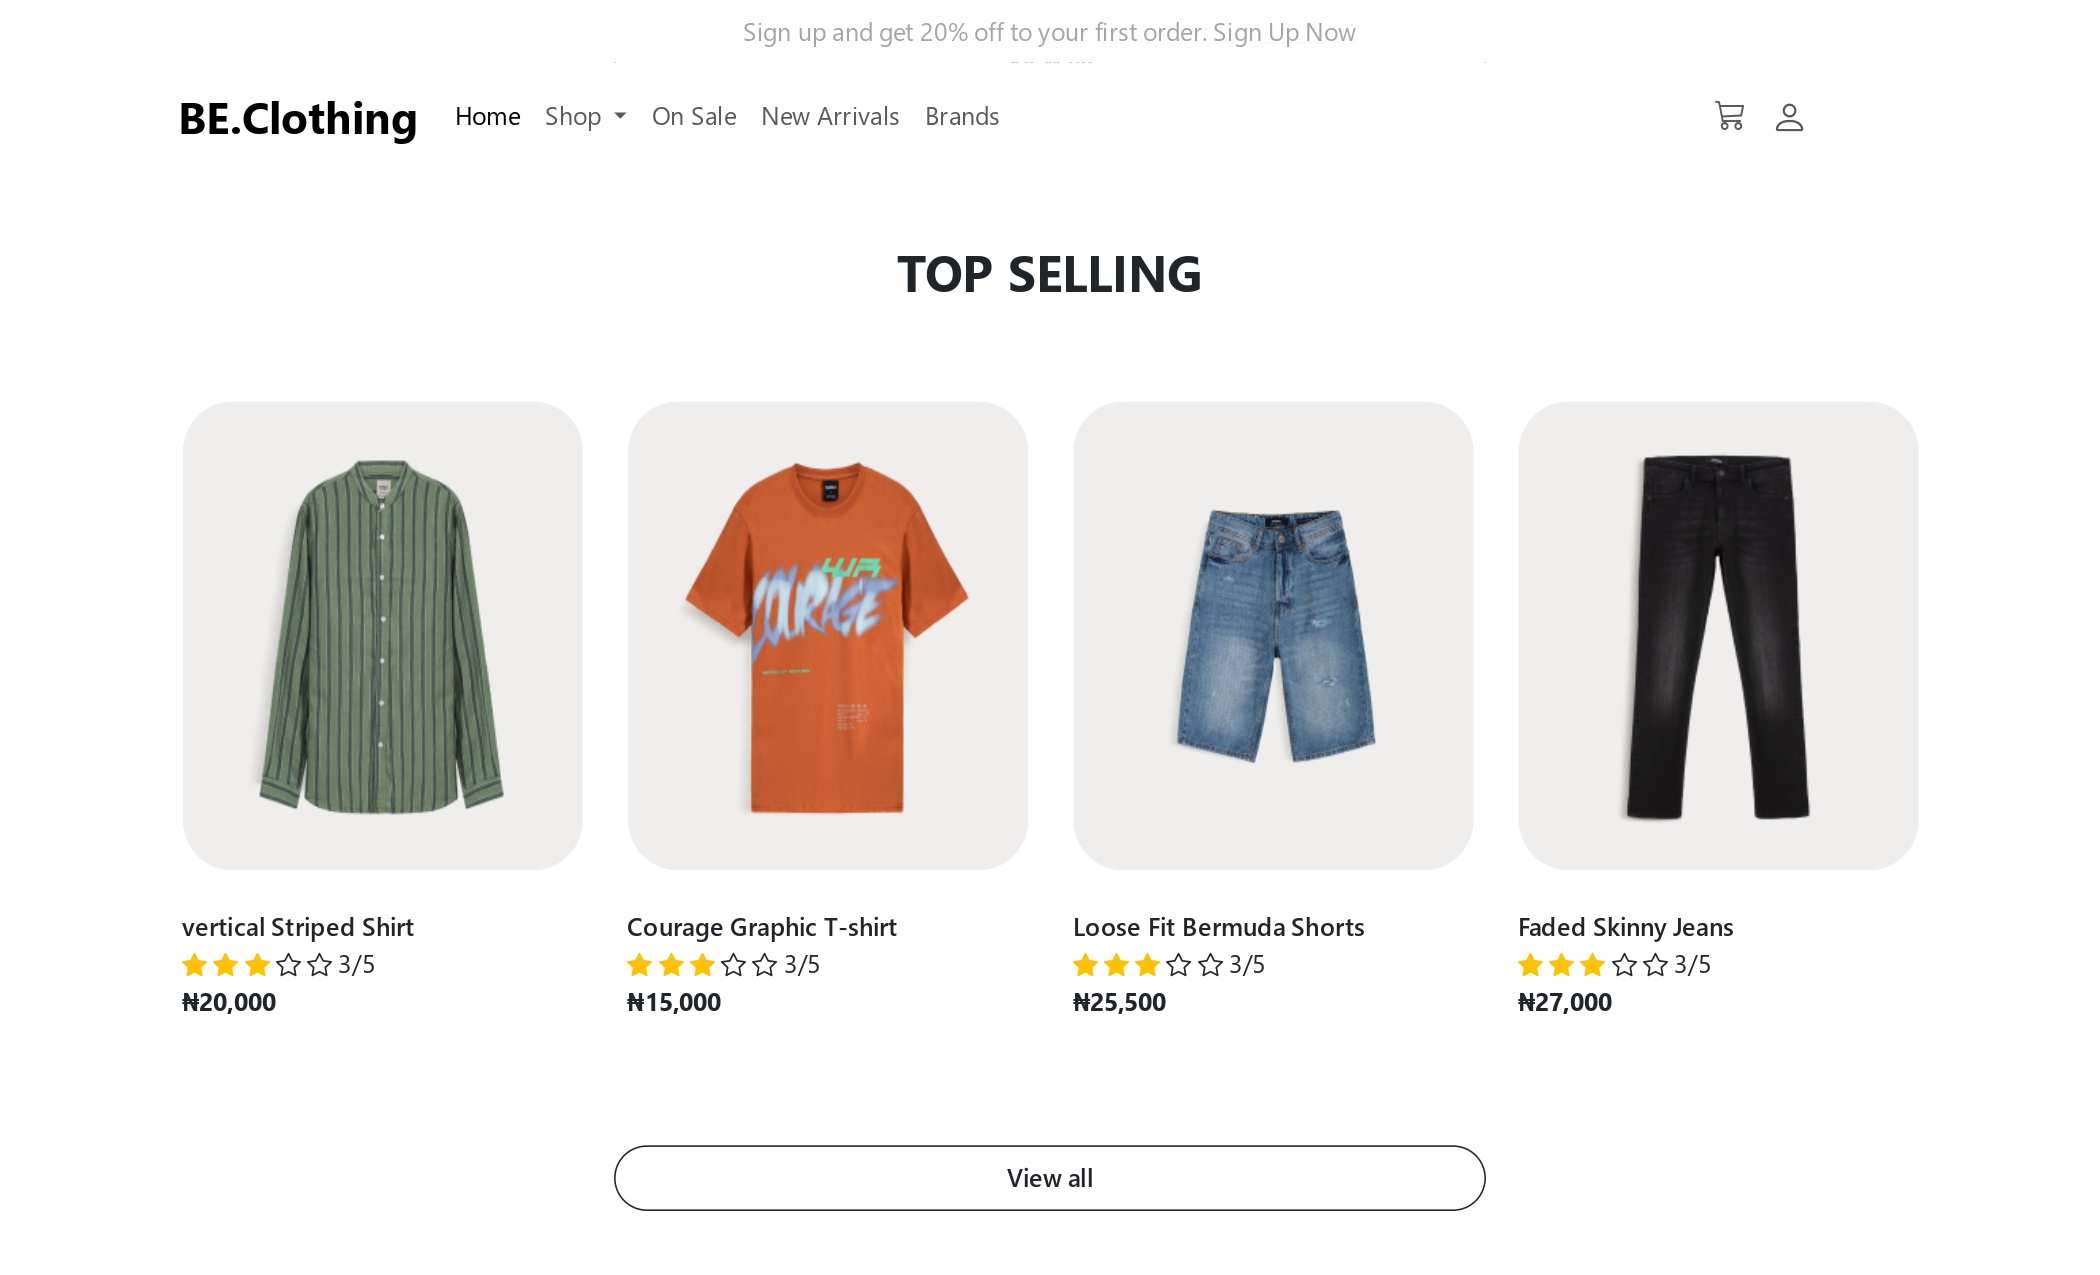 Sign up and get 20% off to your first order. Sign Up Now
BE.Clothing
Home Shop On Sale New Arrivals Brands
TOP SELLING
COURAGE
vertical Striped Shirt Courage Graphic T-shirt Loose Fit Bermuda Shorts Faded Skinny Jeans
3/5 3/5 3/5 3/5
₦20,000 ₦15,000 ₦25,500 ₦27,000
View all